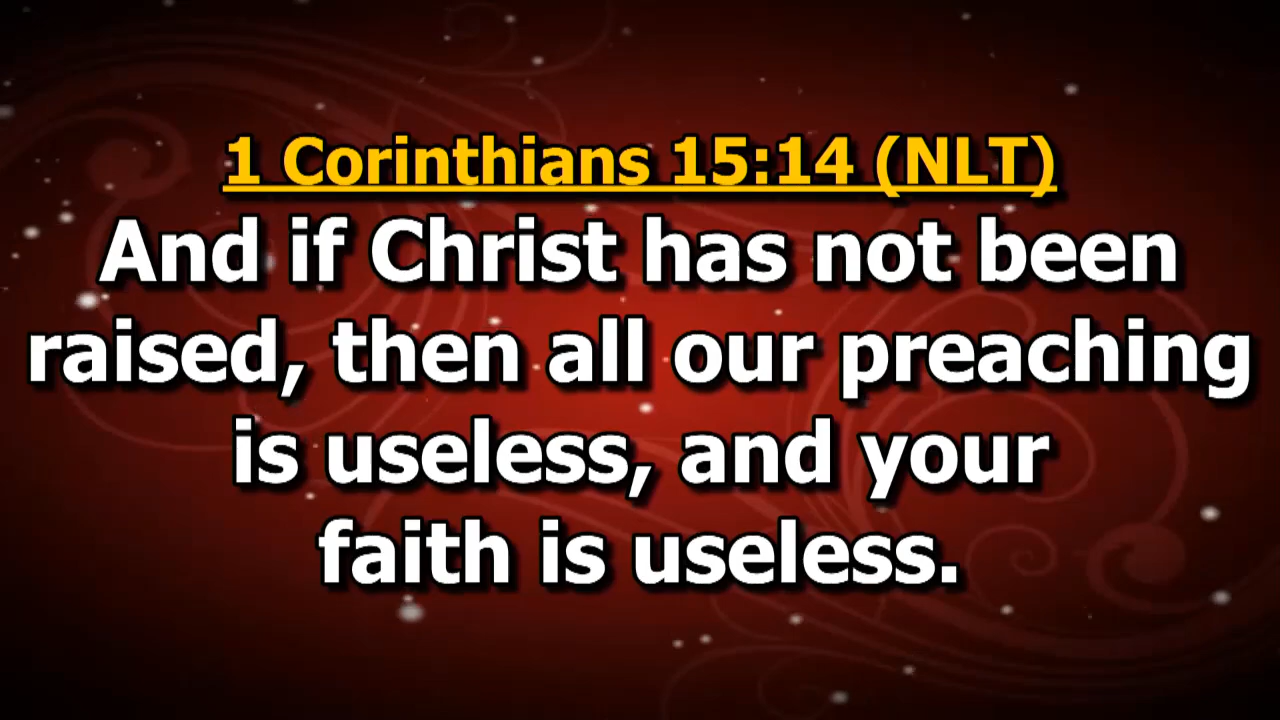 1 Corinthians 15:14 (NLT)
And if Christ has not been
raised, then all our preaching
is useless, and your
faith is useless.